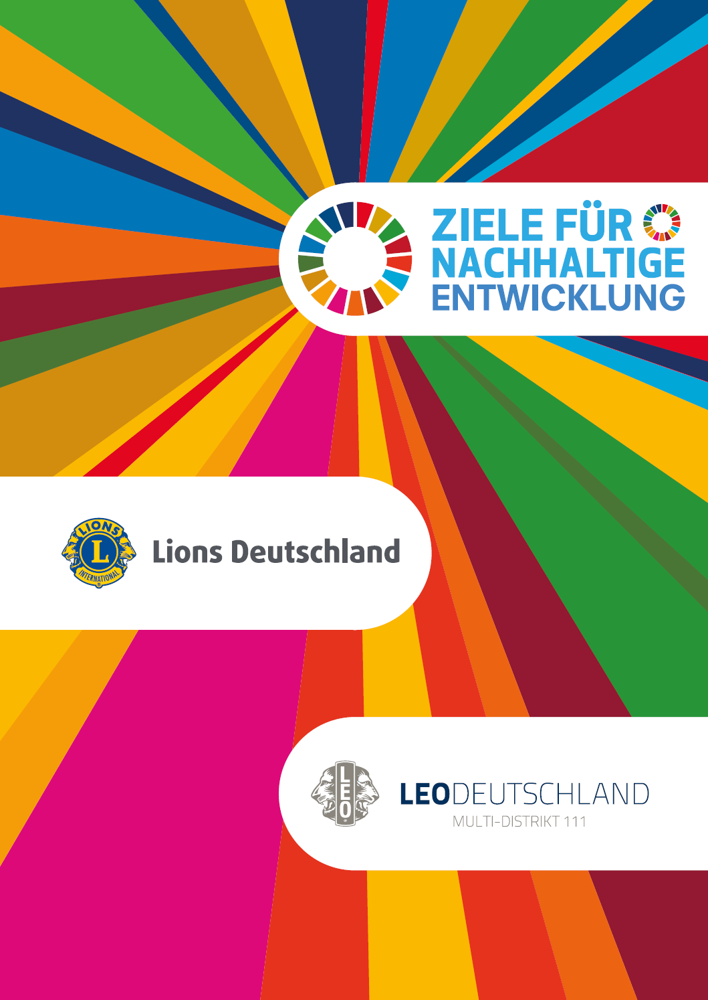 ZIELE FÜR
NACHHALTIGE
ENTWICKLUNG
LIONS
L
INTERNATIONAL
®
Lions Deutschland
LEO
®
LEODEUTSCHLAND
MULTI-DISTRIKT 111